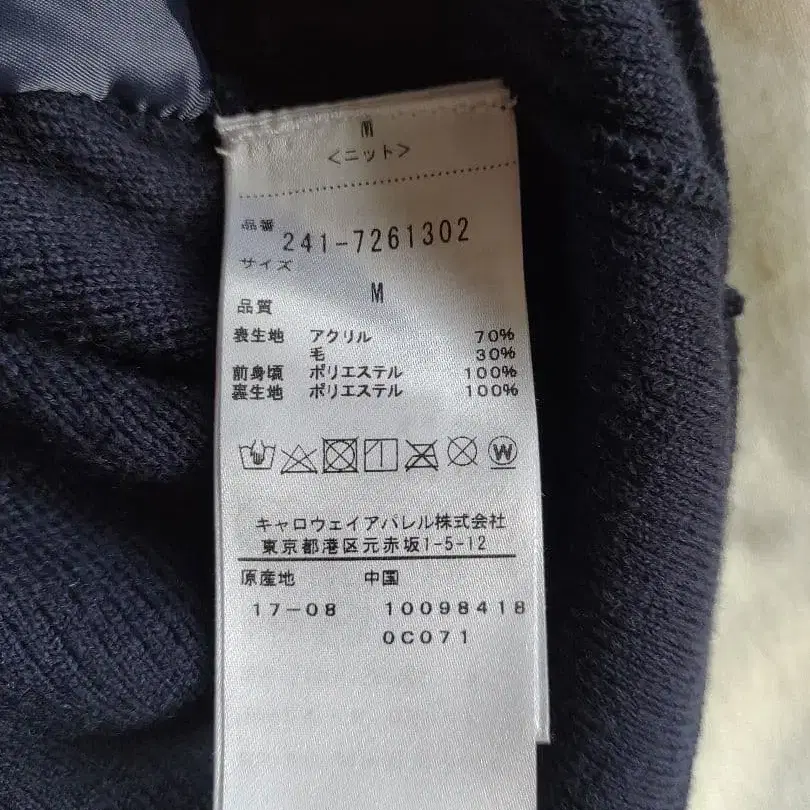 M
<ニット>
品番
241-7261302
サイズ
M
品質
表生地 アクリル 70%
毛 30%
前身頃 ポリエステル 100%
裏生地 ポリエステル 100%
W
キャロウェイアパレル株式会社
東京都港区元赤坂1-5-12
原産地 中国
17-08 10098418
0C071